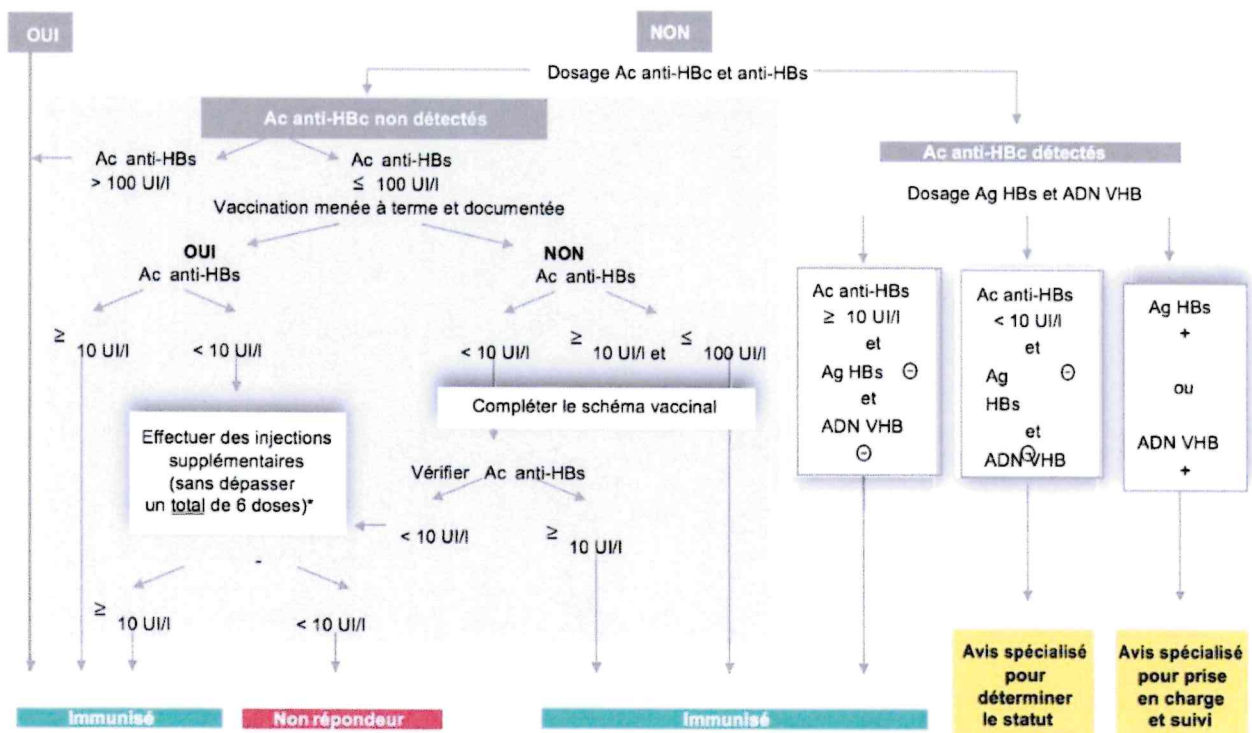 OUI
NON
Dosage Ac anti-HBc et anti-HBs
Ac anti-HBc non détectés
Ac anti-HBc détectés
Ac anti-HBs
> 100 UI/l
Ac anti-HBs
≤ 100 UI/l
Vaccination menée à terme et documentée
Dosage Ag HBs et ADN VHB
OUI
Ac anti-HBs
NON
Ac anti-HBs
≥
10 UI/l
< 10 UI/l
< 10 UI/l
≥
10 UI/l et
≤
100 UI/l
Ac anti-HBs
≥ 10 UI/l
et
Ag HBs ⊖
et
ADN VHB
⊖
Ac anti-HBs
< 10 UI/l
et
Ag ⊖
HBs
et
ADN VHB
⊖
Ag HBs
+
ou
ADN VHB
+
Compléter le schéma vaccinal
Effectuer des injections
supplémentaires
(sans dépasser
un total de 6 doses)*
Vérifier Ac anti-HBs
< 10 UI/l
≥
10 UI/l
-
≥
10 UI/l
< 10 UI/l
Avis spécialisé
pour
déterminer
le statut
Avis spécialisé
pour prise
en charge
et suivi
Immunisé
Non répondeur
Immunisé